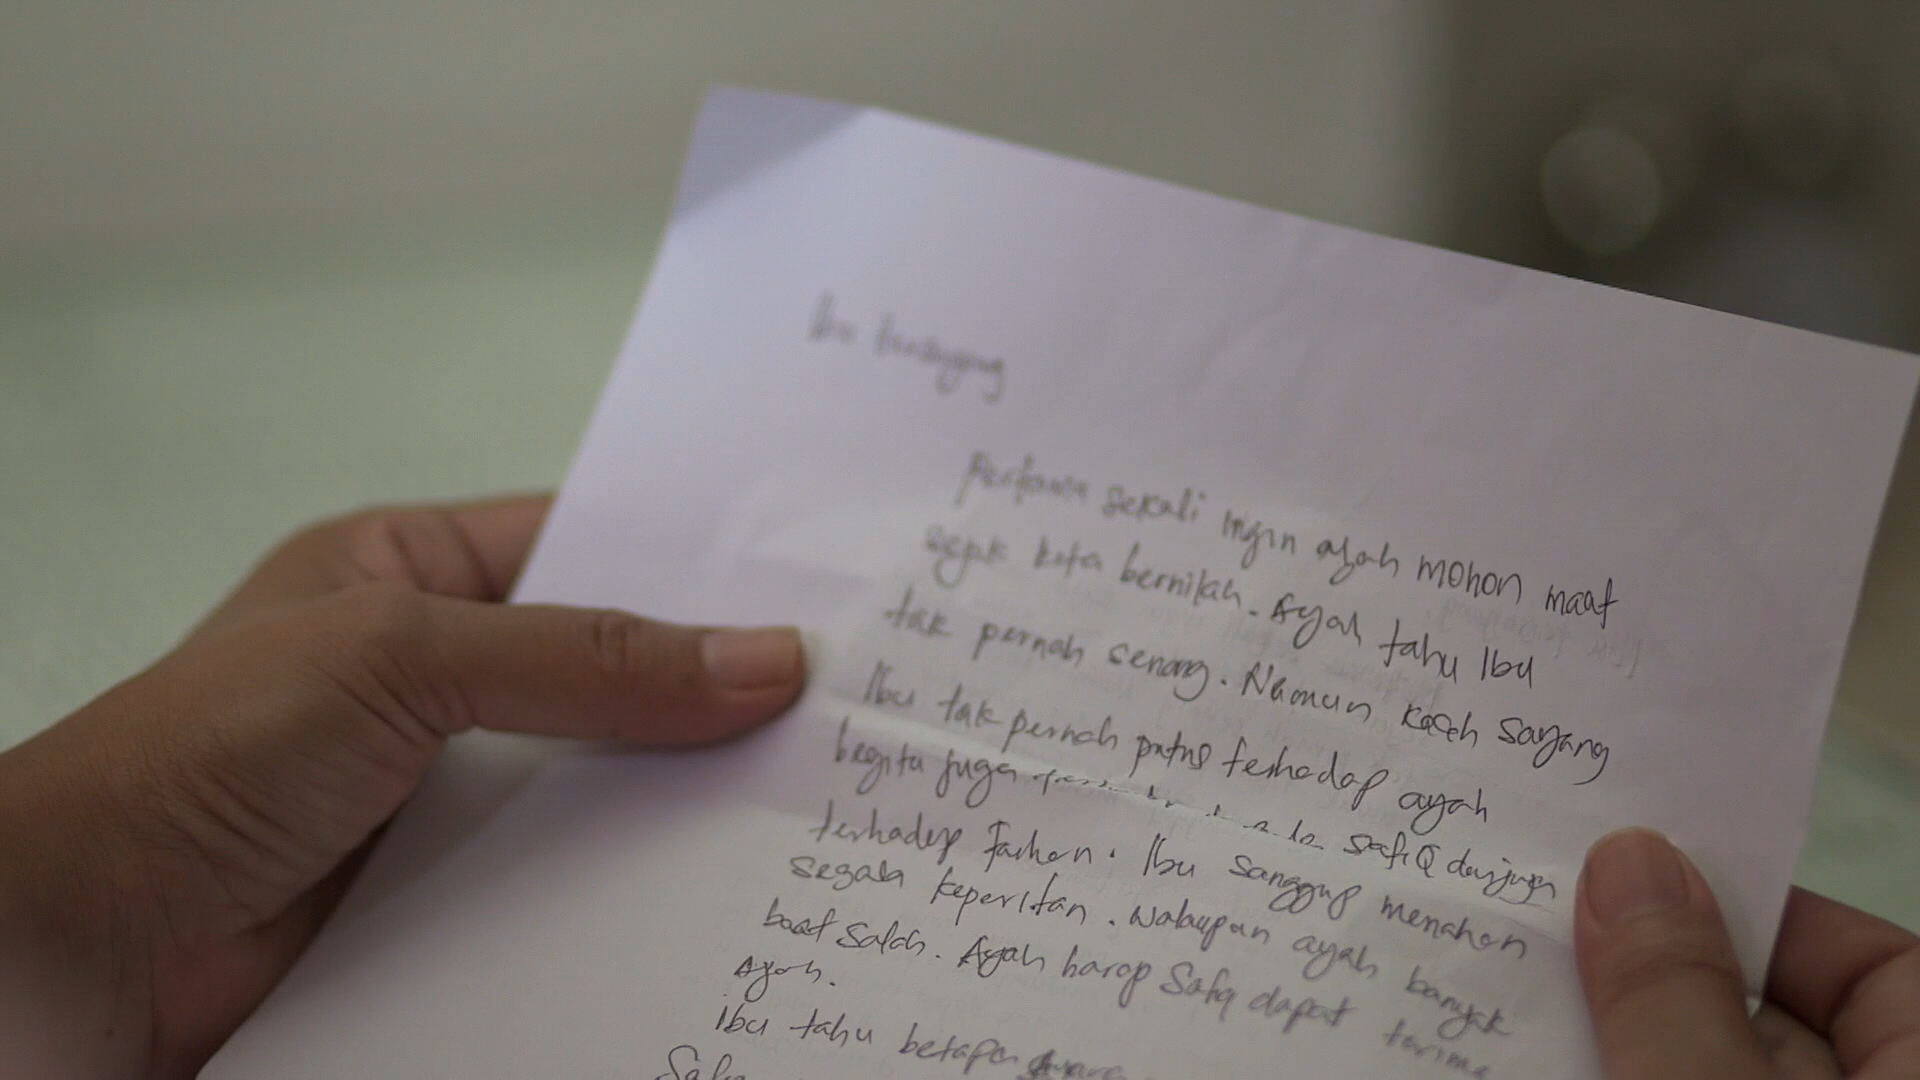 Ibu tersayang
Pertama sekali ingin ayah mohon maaf
sejak kita bernikah. Ayah tahu Ibu
tak pernah senang. Namun kaseh sayang
Ibu tak pernah putus terhadap ayah
begitu juga safiQ dan juga
terhadap Farhan. Ibu sanggup menahan
segala keperitan. Walaupun ayah banyak
buat salah. Ayah harap Safiq dapat terima
Ayah.
Ibu tahu betapa